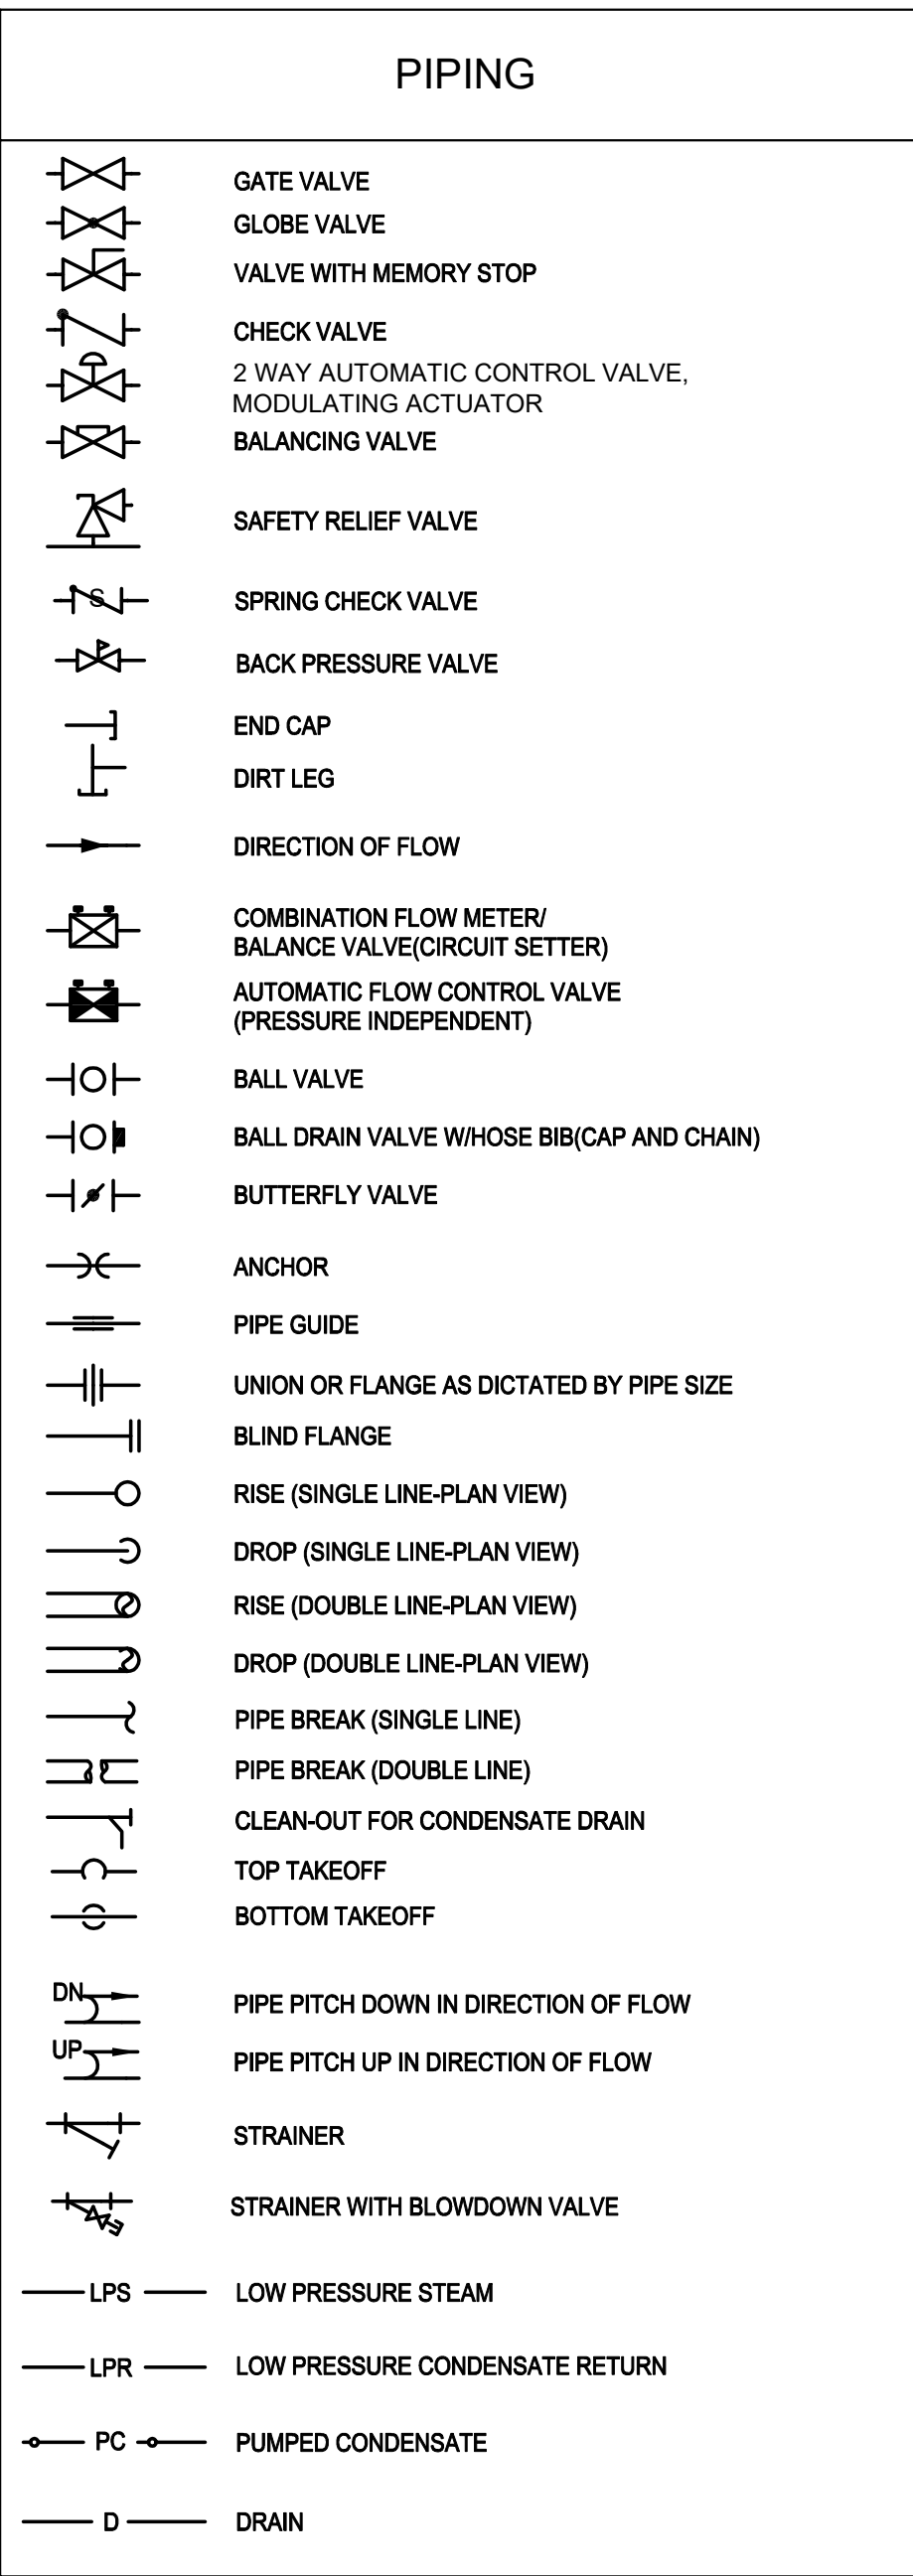 PIPING
GATE VALVE
GLOBE VALVE
VALVE WITH MEMORY STOP
CHECK VALVE
2 WAY AUTOMATIC CONTROL VALVE,
MODULATING ACTUATOR
BALANCING VALVE
SAFETY RELIEF VALVE
S SPRING CHECK VALVE
BACK PRESSURE VALVE
END CAP
DIRT LEG
DIRECTION OF FLOW
COMBINATION FLOW METER/
BALANCE VALVE(CIRCUIT SETTER)
AUTOMATIC FLOW CONTROL VALVE
(PRESSURE INDEPENDENT)
BALL VALVE
BALL DRAIN VALVE W/HOSE BIB(CAP AND CHAIN)
BUTTERFLY VALVE
ANCHOR
PIPE GUIDE
UNION OR FLANGE AS DICTATED BY PIPE SIZE
BLIND FLANGE
RISE (SINGLE LINE-PLAN VIEW)
DROP (SINGLE LINE-PLAN VIEW)
RISE (DOUBLE LINE-PLAN VIEW)
DROP (DOUBLE LINE-PLAN VIEW)
PIPE BREAK (SINGLE LINE)
PIPE BREAK (DOUBLE LINE)
CLEAN-OUT FOR CONDENSATE DRAIN
TOP TAKEOFF
BOTTOM TAKEOFF
DN PIPE PITCH DOWN IN DIRECTION OF FLOW
UP PIPE PITCH UP IN DIRECTION OF FLOW
STRAINER
STRAINER WITH BLOWDOWN VALVE
LPS LOW PRESSURE STEAM
LPR LOW PRESSURE CONDENSATE RETURN
PC PUMPED CONDENSATE
D DRAIN